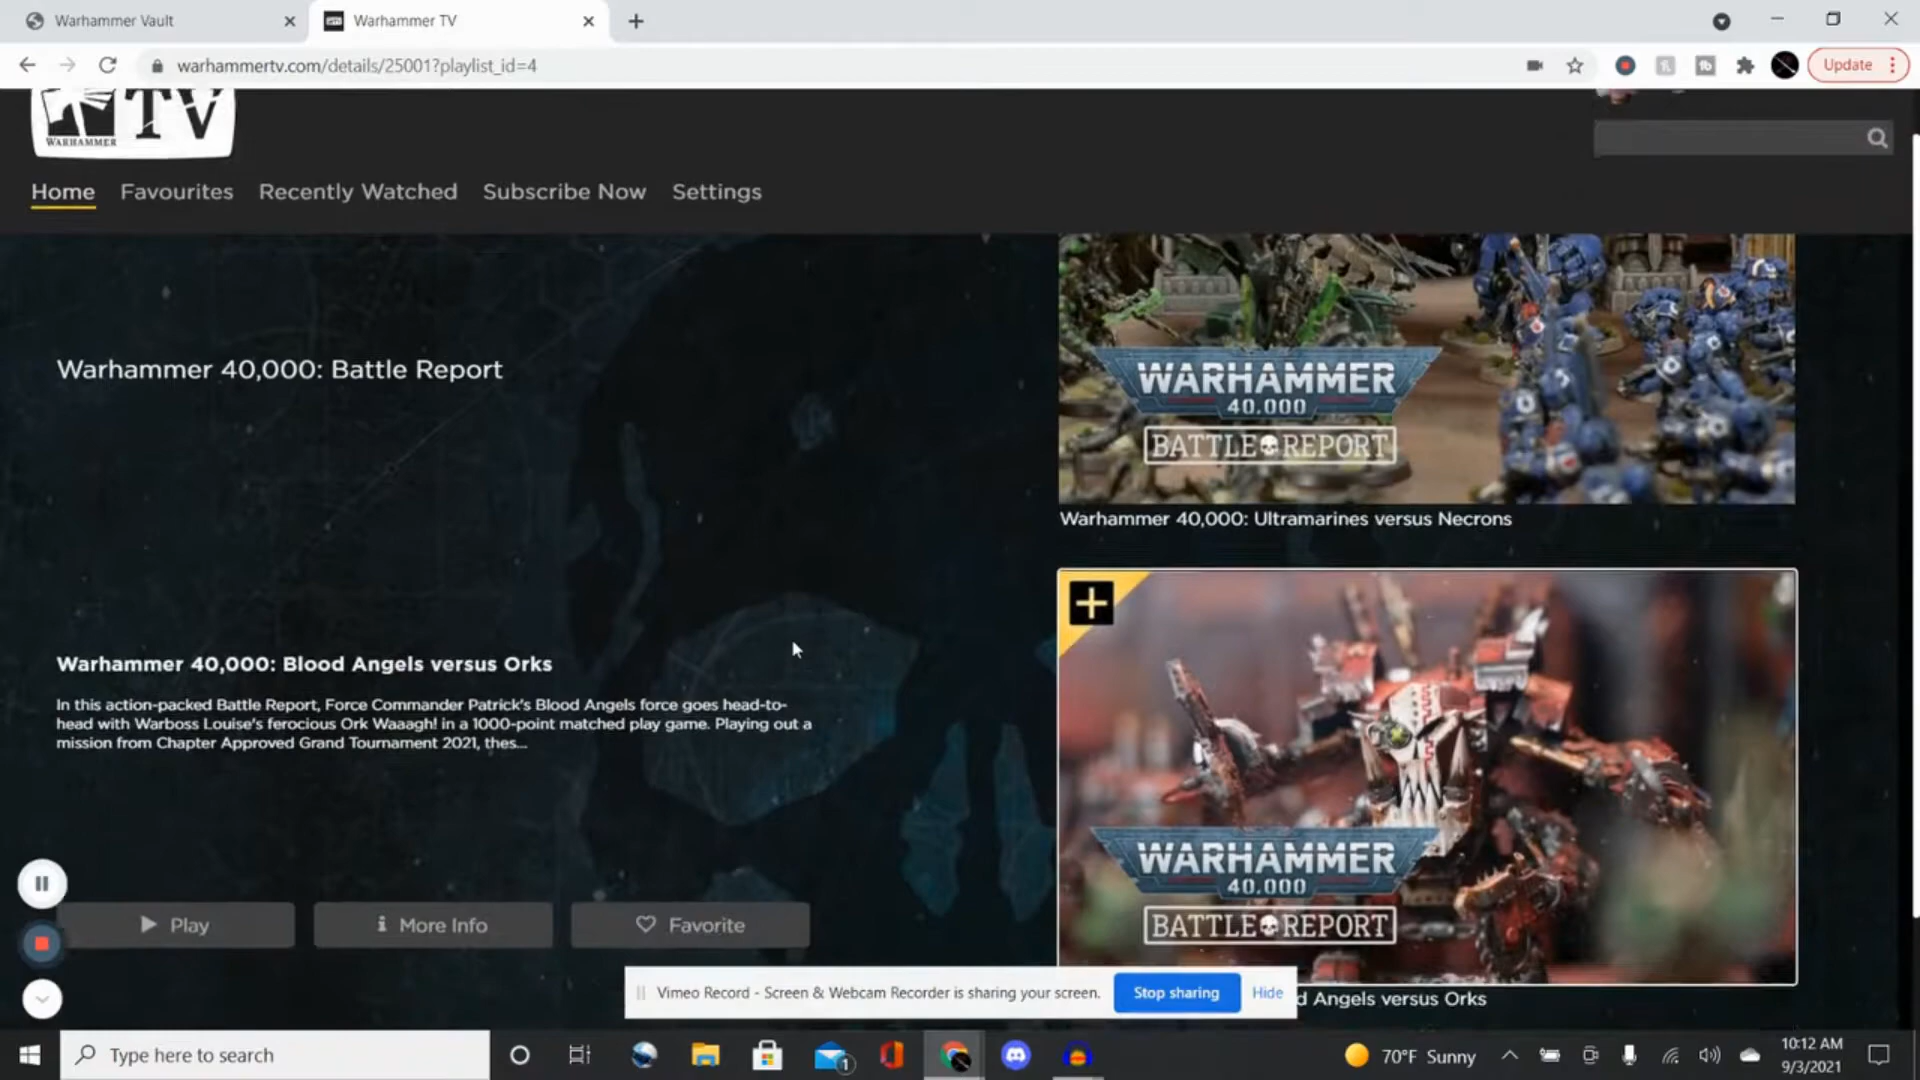 Warhammer Vault
Warhammer TV
warhammertv.com/details/25001?playlist_id=4
Update
TV
WARHAMMER
Home
Favourites
Recently Watched
Subscribe Now
Settings
Warhammer 40,000: Battle Report
WARHAMMER
40,000
BATTLE REPORT
Warhammer 40,000: Ultramarines versus Necrons
Warhammer 40,000: Blood Angels versus Orks
In this action-packed Battle Report, Force Commander Patrick's Blood Angels force goes head-to-
head with Warboss Louise's ferocious Ork Waaagh! in a 1000-point matched play game. Playing out a
mission from Chapter Approved Grand Tournament 2021, thes...
WARHAMMER
40,000
BATTLE REPORT
Play
More Info
Favorite
Vimeo Record - Screen & Webcam Recorder is sharing your screen.
Stop sharing
Hide
d Angels versus Orks
Type here to search
1
70°F Sunny
10:12 AM
9/3/2021